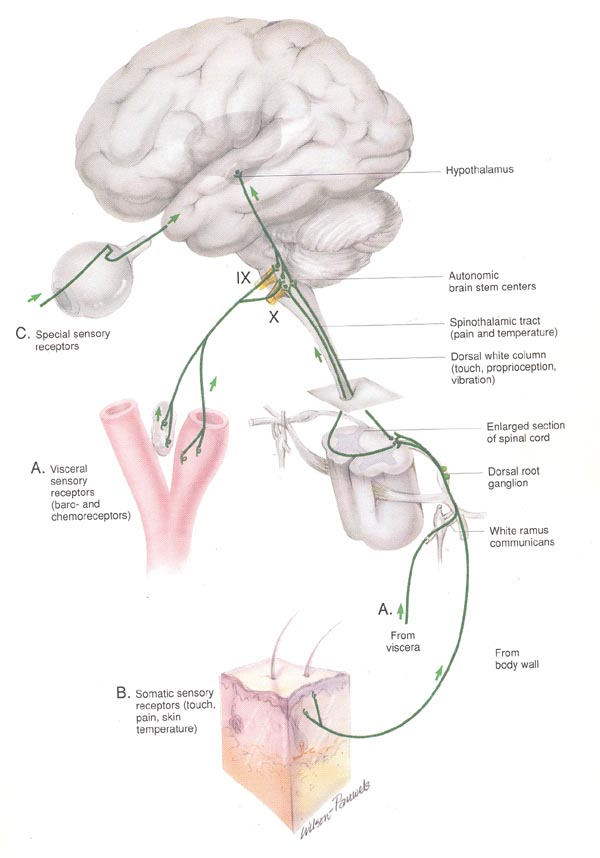 Hypothalamus
IX
X
Autonomic
brain stem centers
C. Special sensory
receptors
Spinothalamic tract
(pain and temperature)
Dorsal white column
(touch, proprioception,
vibration)
Enlarged section
of spinal cord
A. Visceral
sensory
receptors
(baro- and
chemoreceptors)
Dorsal root
ganglion
White ramus
communicans
A.
From
viscera
From
body wall
B. Somatic sensory
receptors (touch,
pain, skin
temperature)
Wilson-Pauwels